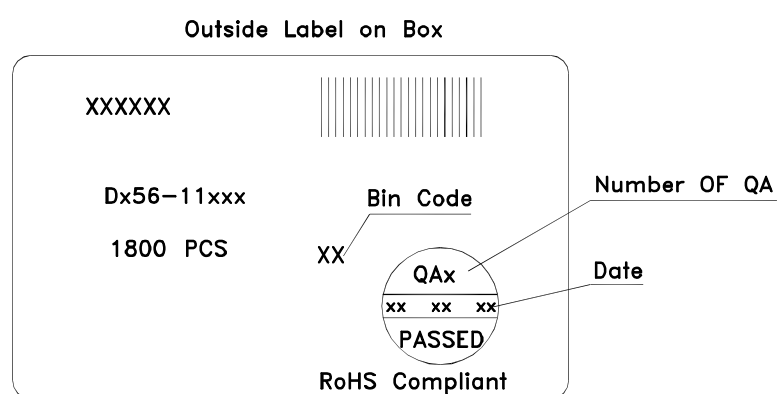 Outside Label on Box
XXXXXX
Dx56-11xxx
Bin Code
Number OF QA
1800 PCS
XX
QAx
Date
xx xx xx
PASSED
RoHS Compliant